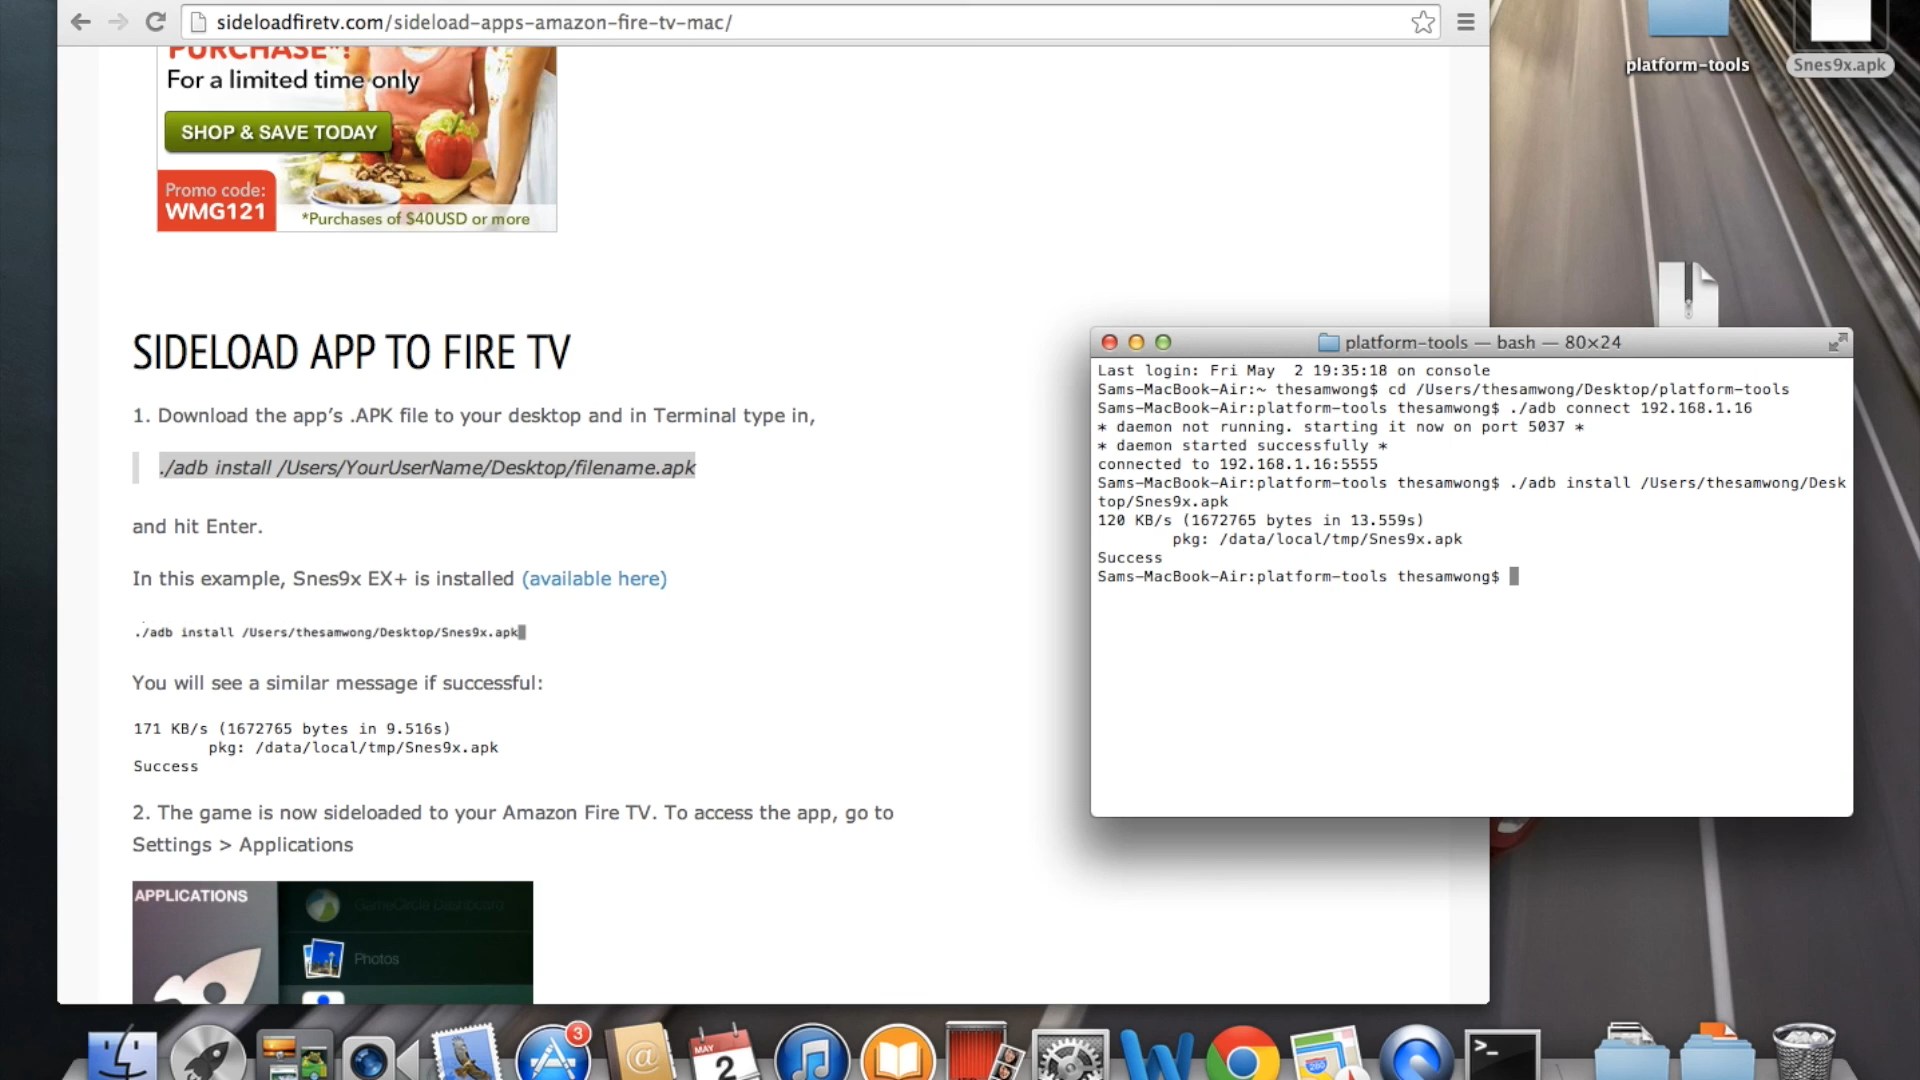 sideloadfiretv.com/sideload-apps-amazon-fire-tv-mac/
PURCHASE*!
For a limited time only
SHOP & SAVE TODAY
Promo code:
WMG121
*Purchases of $40USD or more
SIDELOAD APP TO FIRE TV
1. Download the app’s .APK file to your desktop and in Terminal type in,
./adb install /Users/YourUserName/Desktop/filename.apk
and hit Enter.
In this example, Snes9x EX+ is installed (available here)
./adb install /Users/thesamwong/Desktop/Snes9x.apk
You will see a similar message if successful:
171 KB/s (1672765 bytes in 9.516s)
pkg: /data/local/tmp/Snes9x.apk
Success
2. The game is now sideloaded to your Amazon Fire TV. To access the app, go to
Settings > Applications
APPLICATIONS
GameCircle Dashboard
Photos
platform-tools
Snes9x.apk
platform-tools — bash — 80×24
Last login: Fri May  2 19:35:18 on console
Sams-MacBook-Air:~ thesamwong$ cd /Users/thesamwong/Desktop/platform-tools
Sams-MacBook-Air:platform-tools thesamwong$ ./adb connect 192.168.1.16
* daemon not running. starting it now on port 5037 *
* daemon started successfully *
connected to 192.168.1.16:5555
Sams-MacBook-Air:platform-tools thesamwong$ ./adb install /Users/thesamwong/Desk
top/Snes9x.apk
120 KB/s (1672765 bytes in 13.559s)
pkg: /data/local/tmp/Snes9x.apk
Success
Sams-MacBook-Air:platform-tools thesamwong$
3
MAY
2
280
>_